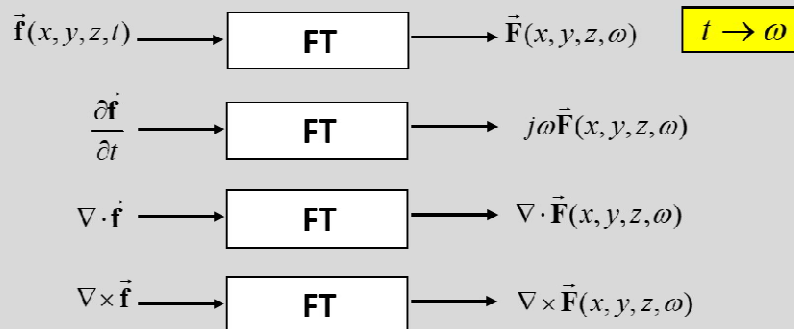 f⃗(x, y, z, t) → FT → F⃗(x, y, z, ω) t → ω
∂f⃗/∂t → FT → jωF⃗(x, y, z, ω)
∇ · f⃗ → FT → ∇ · F⃗(x, y, z, ω)
∇ × f⃗ → FT → ∇ × F⃗(x, y, z, ω)